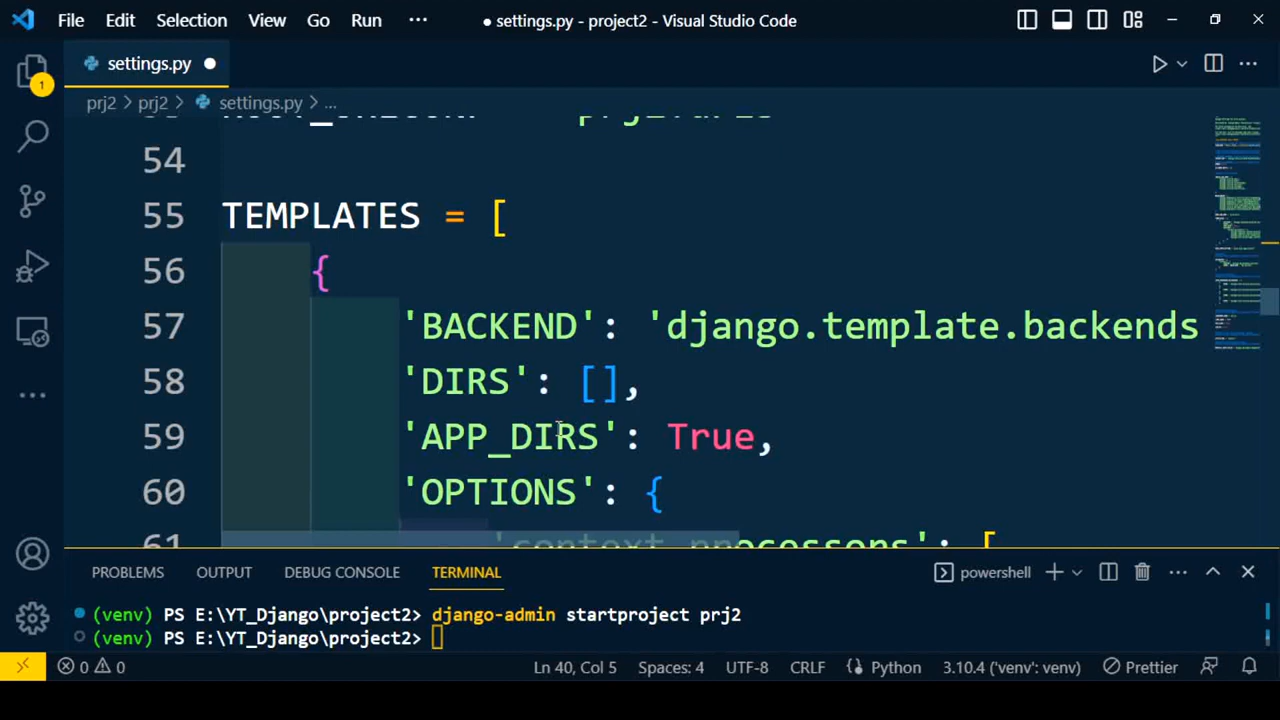 File Edit Selection View Go Run ··· ● settings.py - project2 - Visual Studio Code
settings.py ●
prj2 > prj2 > settings.py > ...
54
55 TEMPLATES = [
56 {
57 'BACKEND': 'django.template.backends
58 'DIRS': [],
59 'APP_DIRS': True,
60 'OPTIONS': {
61 'context_processors': [
1
PROBLEMS OUTPUT DEBUG CONSOLE TERMINAL powershell
(venv) PS E:\YT_Django\project2> django-admin startproject prj2
(venv) PS E:\YT_Django\project2>
0 0 Ln 40, Col 5 Spaces: 4 UTF-8 CRLF Python 3.10.4 ('venv': venv) Prettier